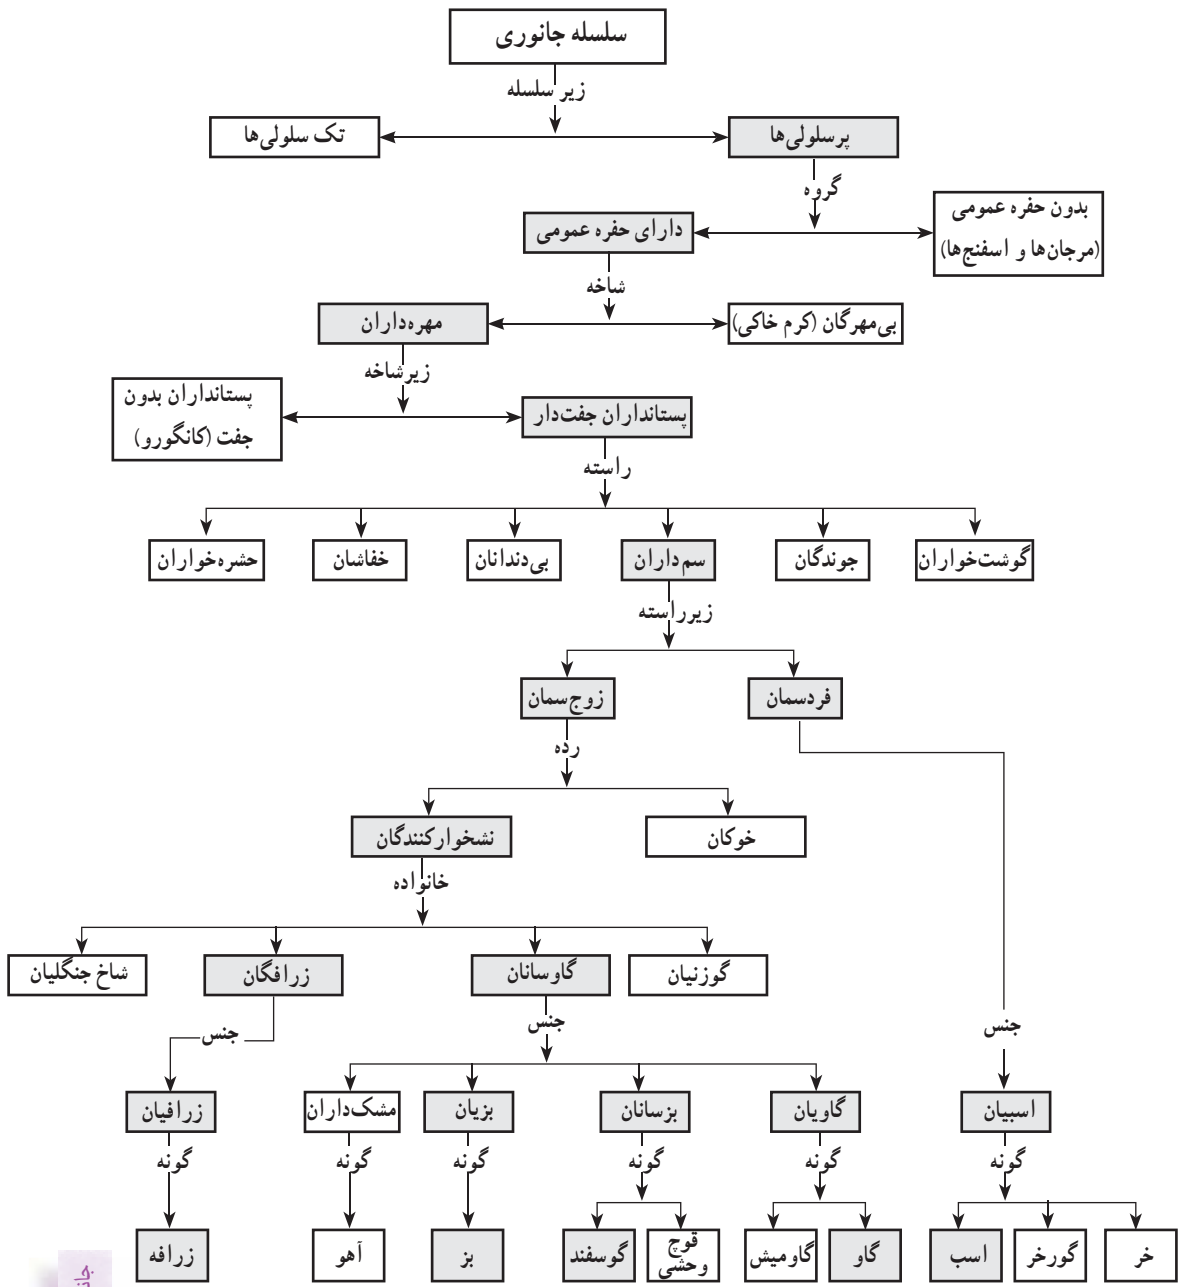 سلسله جانوری
زیر سلسله
پرسلولی‌ها
تک سلولی‌ها
گروه
بدون حفره عمومی
(مرجان‌ها و اسفنج‌ها)
دارای حفره عمومی
شاخه
بی‌مهرگان (کرم خاکی)
مهره‌داران
زیرشاخه
پستانداران جفت‌دار
پستانداران بدون
جفت (کانگورو)
راسته
گوشت‌خواران
جوندگان
سم‌داران
بی‌دندانان
خفاشان
حشره‌خواران
زیرراسته
فردسمان
زوج‌سمان
رده
خوکان
نشخوارکنندگان
خانواده
گوزنیان
گاوسانان
زرافگان
شاخ جنگلیان
جنس
جنس
جنس
اسبیان
گاویان
بزسانان
بزیان
مشک‌داران
زرافیان
گونه
گونه
گونه
گونه
گونه
گونه
خر
گورخر
اسب
گاو
گاومیش
قوچ
وحشی
گوسفند
بز
آهو
زرافه